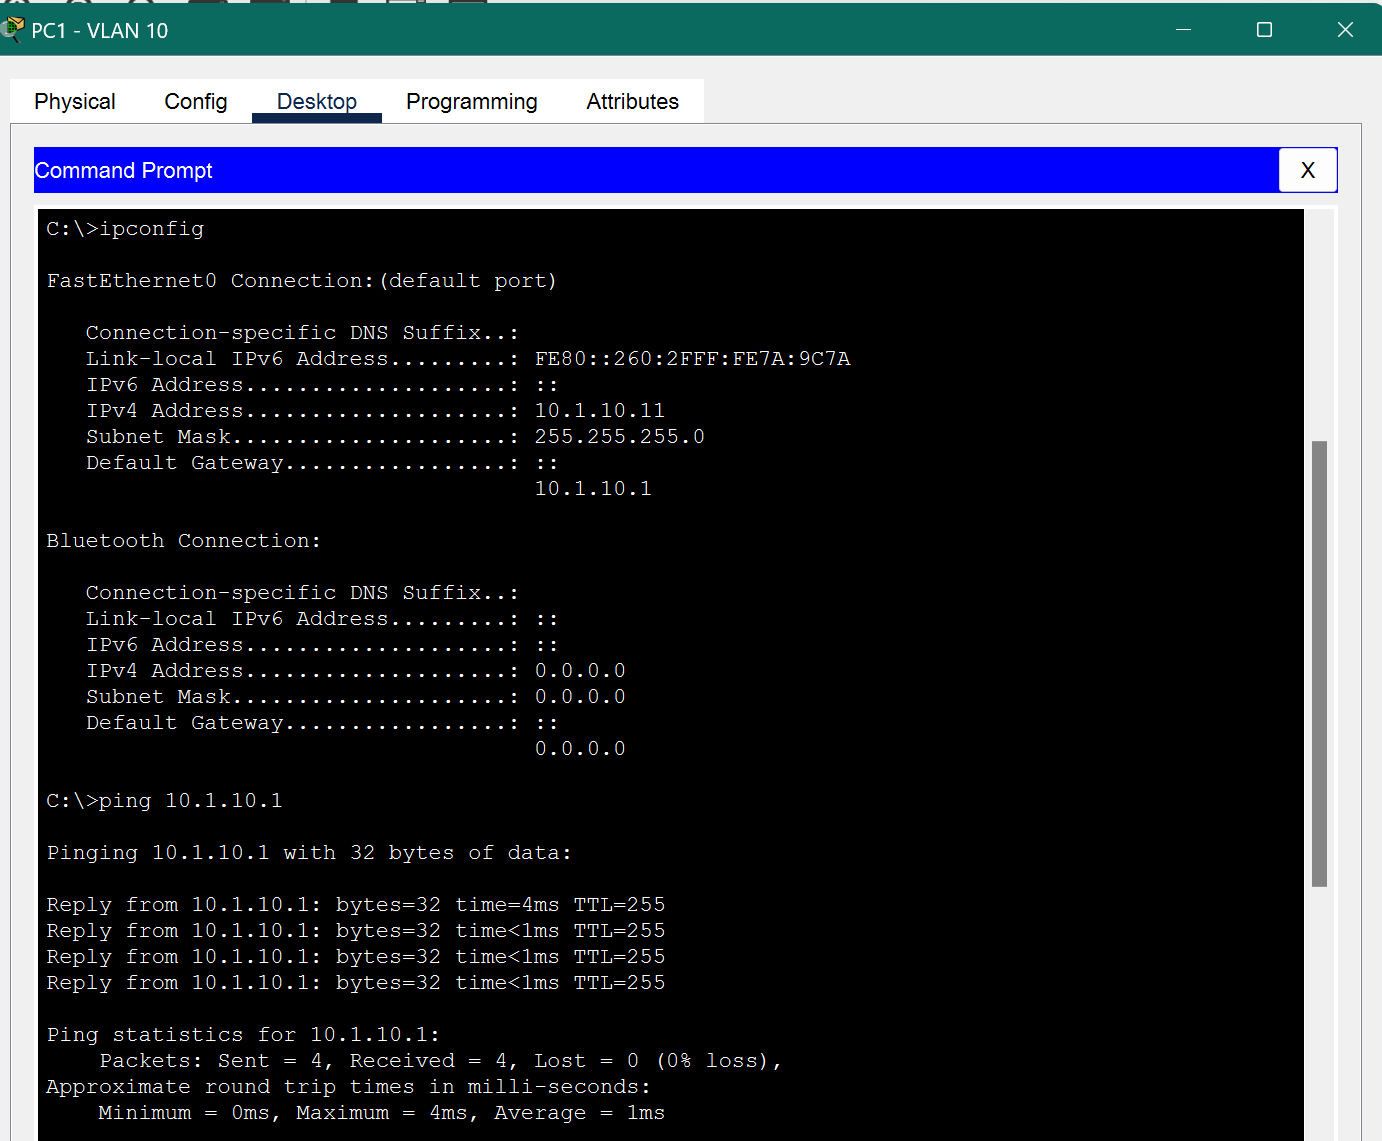 PC1 - VLAN 10
Physical Config Desktop Programming Attributes
Command Prompt X
C:\>ipconfig
FastEthernet0 Connection:(default port)
Connection-specific DNS Suffix..:
Link-local IPv6 Address.........: FE80::260:2FFF:FE7A:9C7A
IPv6 Address....................: ::
IPv4 Address....................: 10.1.10.11
Subnet Mask.....................: 255.255.255.0
Default Gateway.................: ::
10.1.10.1
Bluetooth Connection:
Connection-specific DNS Suffix..:
Link-local IPv6 Address.........: ::
IPv6 Address....................: ::
IPv4 Address....................: 0.0.0.0
Subnet Mask.....................: 0.0.0.0
Default Gateway.................: ::
0.0.0.0
C:\>ping 10.1.10.1
Pinging 10.1.10.1 with 32 bytes of data:
Reply from 10.1.10.1: bytes=32 time=4ms TTL=255
Reply from 10.1.10.1: bytes=32 time<1ms TTL=255
Reply from 10.1.10.1: bytes=32 time<1ms TTL=255
Reply from 10.1.10.1: bytes=32 time<1ms TTL=255
Ping statistics for 10.1.10.1:
Packets: Sent = 4, Received = 4, Lost = 0 (0% loss),
Approximate round trip times in milli-seconds:
Minimum = 0ms, Maximum = 4ms, Average = 1ms